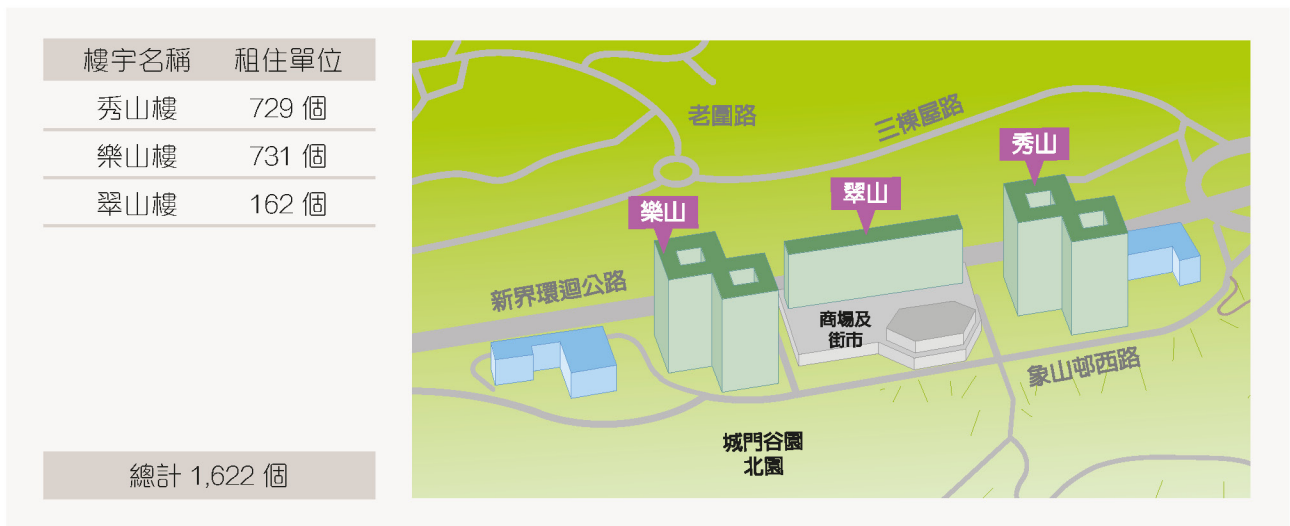 樓宇名稱 租住單位
秀山樓 729 個
樂山樓 731 個
翠山樓 162 個
總計 1,622 個
老圍路
三棟屋路
秀山
翠山
樂山
新界環迴公路
商場及
街市
象山邨西路
城門谷園
北園